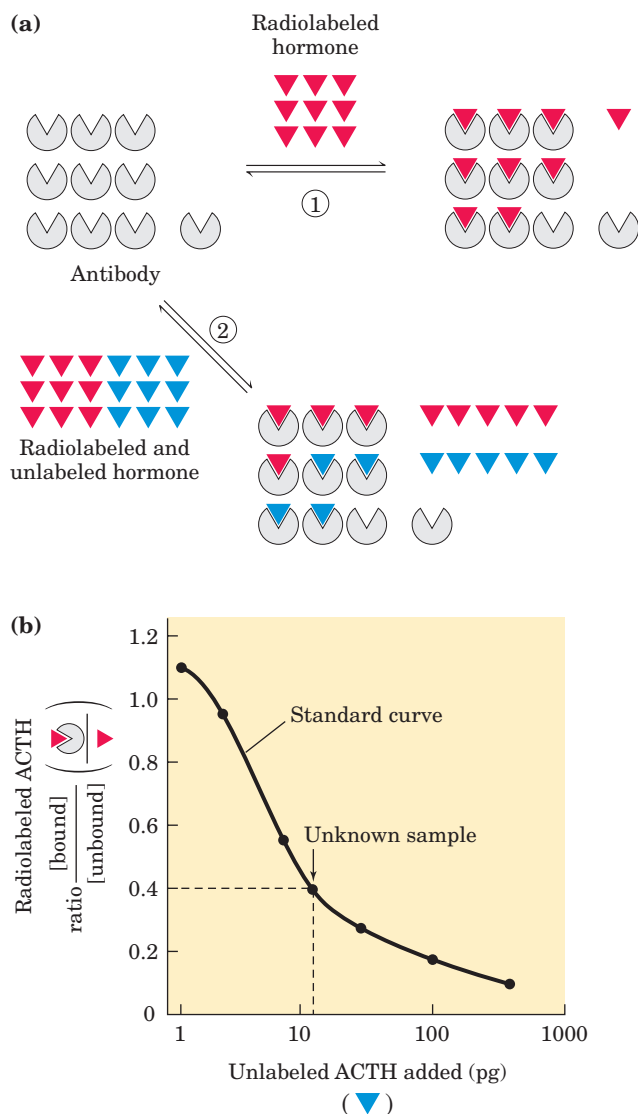 (a)
Radiolabeled
hormone
1
Antibody
2
Radiolabeled and
unlabeled hormone
(b)
Radiolabeled ACTH
ratio [bound]
[unbound]
( )
1.2
1.0
0.8
0.6
0.4
0.2
0
Standard curve
Unknown sample
1
10
100
1000
Unlabeled ACTH added (pg)
( )